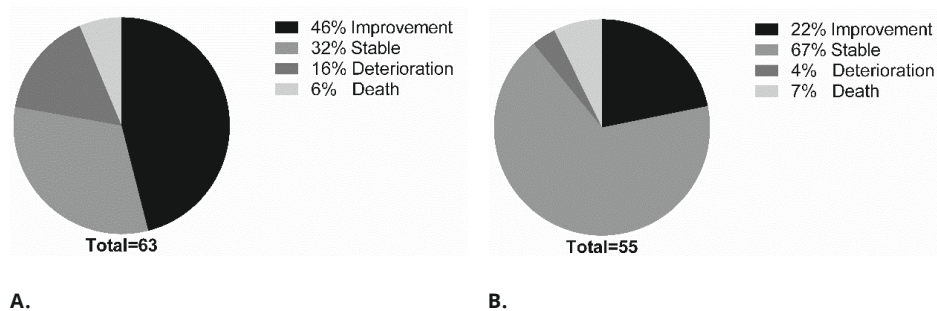 46% Improvement
32% Stable
16% Deterioration
6% Death
Total=63
A.
22% Improvement
67% Stable
4% Deterioration
7% Death
Total=55
B.